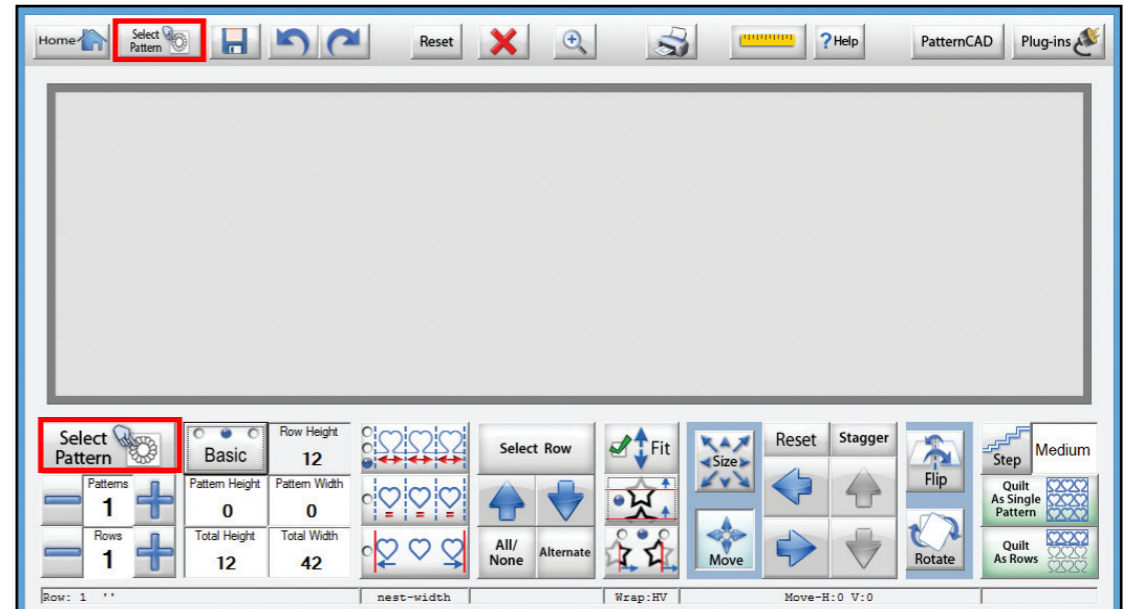 Home
Select
Pattern
Reset
Help
PatternCAD
Plug-ins
Select
Pattern
Basic
Row Height
12
Select Row
Fit
Size
Reset
Stagger
Flip
Step
Medium
Patterns
1
Pattern Height
0
Pattern Width
0
Quilt
As Single
Pattern
Rows
1
Total Height
12
Total Width
42
All/
None
Alternate
Move
Rotate
Quilt
As Rows
Row: 1 ''
nest-width
Wrap:HV
Move-H:0 V:0